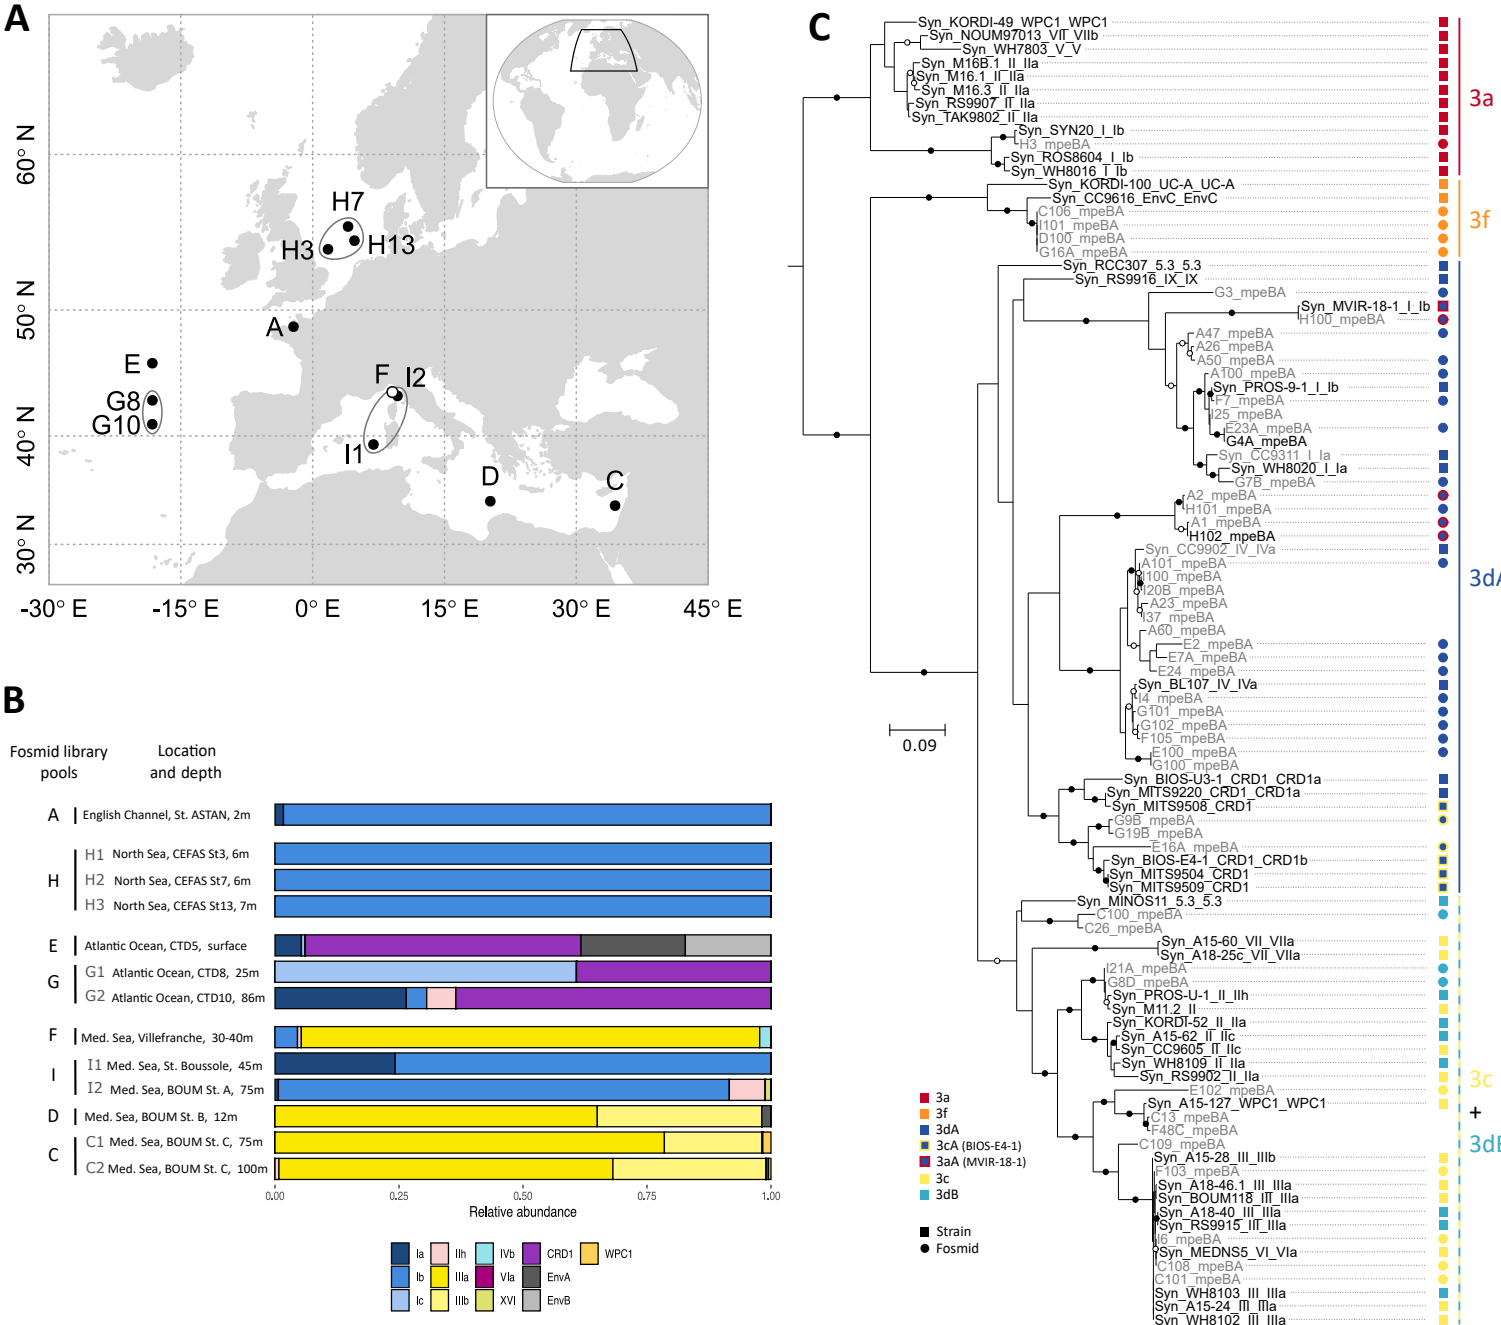 A
60° N
50° N
40° N
30° N
-30° E
-15° E
0° E
15° E
30° E
45° E
H7
H3
H13
A
E
G8
G10
F
I2
I1
D
C
B
Fosmid library pools
Location and depth
A English Channel, St. ASTAN, 2m
H
H1 North Sea, CEFAS St3, 6m
H2 North Sea, CEFAS St7, 6m
H3 North Sea, CEFAS St13, 7m
E Atlantic Ocean, CTD5, surface
G
G1 Atlantic Ocean, CTD8, 25m
G2 Atlantic Ocean, CTD10, 86m
F Med. Sea, Villefranche, 30-40m
I
I1 Med. Sea, St. Boussole, 45m
I2 Med. Sea, BOUM St. A, 75m
D Med. Sea, BOUM St. B, 12m
C
C1 Med. Sea, BOUM St. C, 75m
C2 Med. Sea, BOUM St. C, 100m
0.00 0.25 0.50 0.75 1.00
Relative abundance
Ia IIh IVb CRD1 WPC1
Ib IIIa VIa EnvA
Ic IIIb XVI EnvB
C
Syn_KORDI-49_WPC1_WPC1
Syn_NOUM97013_VII_VIIb
Syn_WH7803_V_V
Syn_M16B.1_II_IIa
Syn_M16.1_II_IIa
Syn_M16.3_II_IIa
Syn_RS9907_II_IIa
Syn_TAK9802_II_IIa
Syn_SYN20_I_Ib
H3_mpeBA
Syn_ROS8604_I_Ib
Syn_WH8016_I_Ib
Syn_KORDI-100_UC-A_UC-A
Syn_CC9616_EnvC_EnvC
C106_mpeBA
I101_mpeBA
D100_mpeBA
G16A_mpeBA
Syn_RCC307_5.3_5.3
Syn_RS9916_IX_IX
G3_mpeBA
Syn_MVIR-18-1_I_Ib
H100_mpeBA
A47_mpeBA
A26_mpeBA
A50_mpeBA
A100_mpeBA
Syn_PROS-9-1_I_Ib
F7_mpeBA
I25_mpeBA
E23A_mpeBA
G4A_mpeBA
Syn_CC9311_I_Ia
Syn_WH8020_I_Ia
G7B_mpeBA
A2_mpeBA
H101_mpeBA
A1_mpeBA
H102_mpeBA
Syn_CC9902_IV_IVa
A101_mpeBA
I100_mpeBA
I20B_mpeBA
A23_mpeBA
I37_mpeBA
A60_mpeBA
E2_mpeBA
E7A_mpeBA
E24_mpeBA
Syn_BL107_IV_IVa
I4_mpeBA
G101_mpeBA
G102_mpeBA
F105_mpeBA
E100_mpeBA
G100_mpeBA
Syn_BIOS-U3-1_CRD1_CRD1a
Syn_MITS9220_CRD1_CRD1a
Syn_MITS9508_CRD1
G9B_mpeBA
G19B_mpeBA
E16A_mpeBA
Syn_BIOS-E4-1_CRD1_CRD1b
Syn_MITS9504_CRD1
Syn_MITS9509_CRD1
Syn_MINOS11_5.3_5.3
C100_mpeBA
C26_mpeBA
Syn_A15-60_VII_VIIa
Syn_A18-25c_VII_VIIa
I21A_mpeBA
G8D_mpeBA
Syn_PROS-U-1_II_IIh
Syn_M11.2_II
Syn_KORDI-52_II_IIa
Syn_A15-62_II_IIc
Syn_CC9605_II_IIc
Syn_WH8109_II_IIa
Syn_RS9902_II_IIa
E102_mpeBA
Syn_A15-127_WPC1_WPC1
C13_mpeBA
F48C_mpeBA
C109_mpeBA
Syn_A15-28_III_IIIb
F103_mpeBA
Syn_A18-46.1_III_IIIa
Syn_BOUM118_III_IIIa
Syn_A18-40_III_IIIa
Syn_RS9915_III_IIIa
I6_mpeBA
Syn_MEDNS5_VI_VIa
C108_mpeBA
C101_mpeBA
Syn_WH8103_III_IIIa
Syn_A15-24_III_IIIa
Syn_WH8102_III_IIIa
3a
3f
3dA
3c
+
3dB
0.09
3a
3f
3dA
3cA (BIOS-E4-1)
3aA (MVIR-18-1)
3c
3dB
Strain
Fosmid